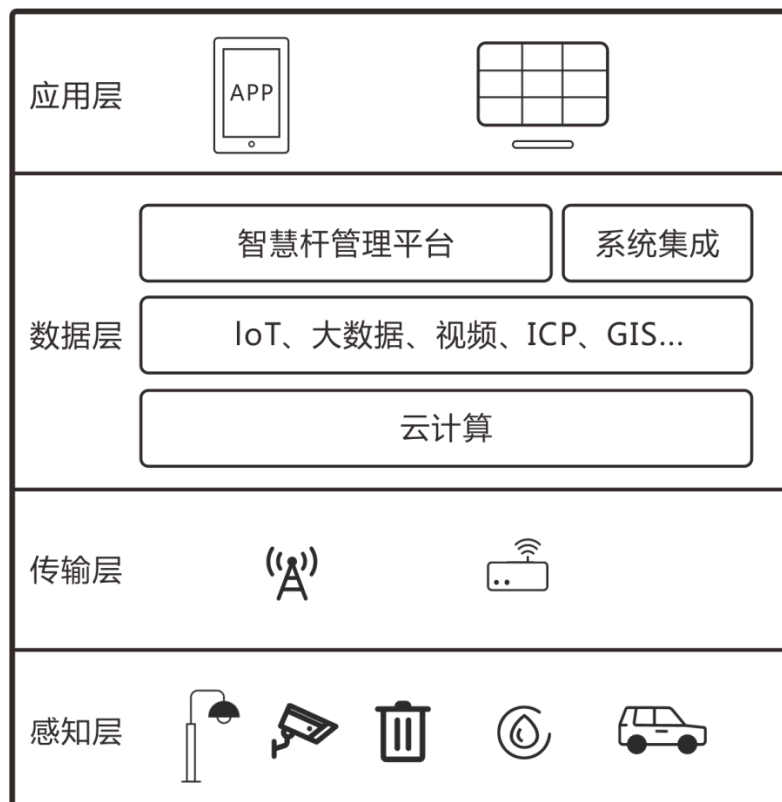 应用层
APP
智慧杆管理平台
系统集成
数据层
IoT、大数据、视频、ICP、GIS...
云计算
传输层
感知层